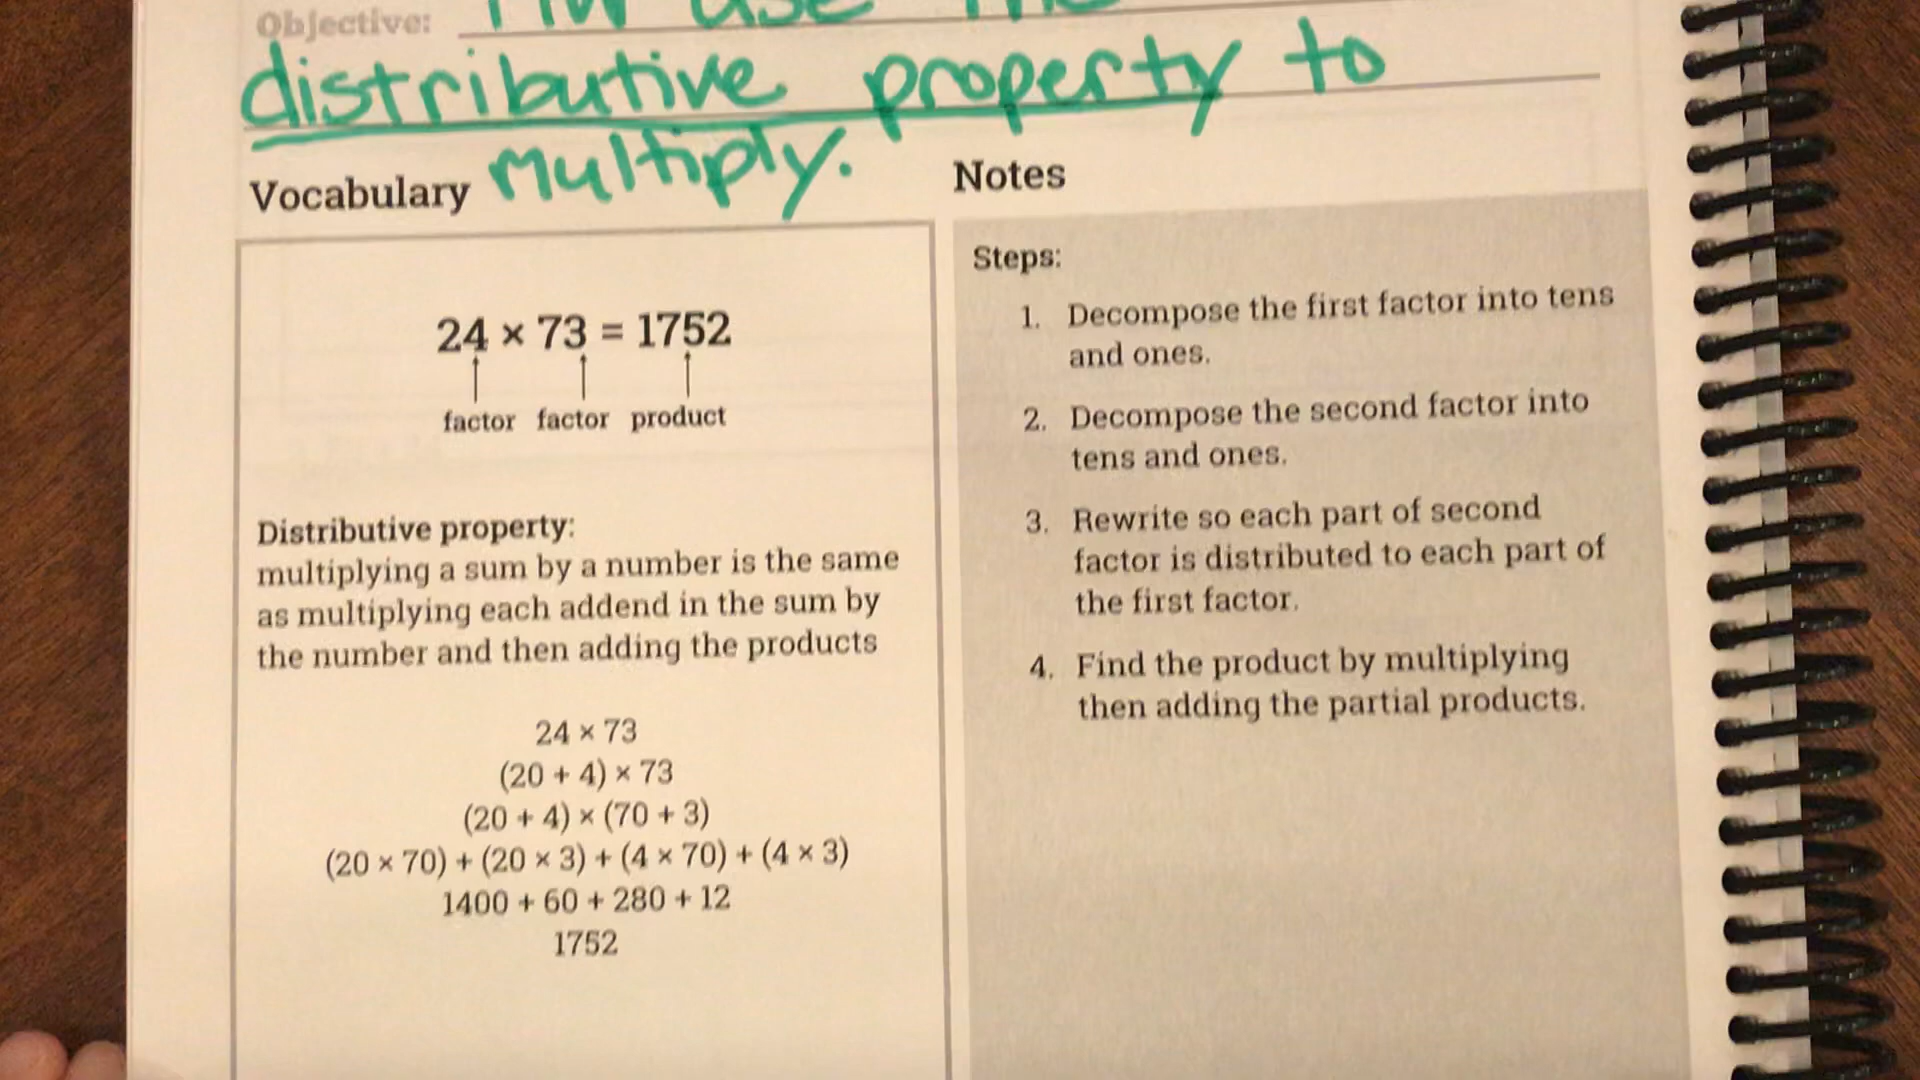 Objective:
distributive property to
multiply.
Vocabulary
24 × 73 = 1752
factor factor product
Distributive property:
multiplying a sum by a number is the same
as multiplying each addend in the sum by
the number and then adding the products
24 × 73
(20 + 4) × 73
(20 + 4) × (70 + 3)
(20 × 70) + (20 × 3) + (4 × 70) + (4 × 3)
1400 + 60 + 280 + 12
1752
Notes
Steps:
1. Decompose the first factor into tens
and ones.
2. Decompose the second factor into
tens and ones.
3. Rewrite so each part of second
factor is distributed to each part of
the first factor.
4. Find the product by multiplying
then adding the partial products.